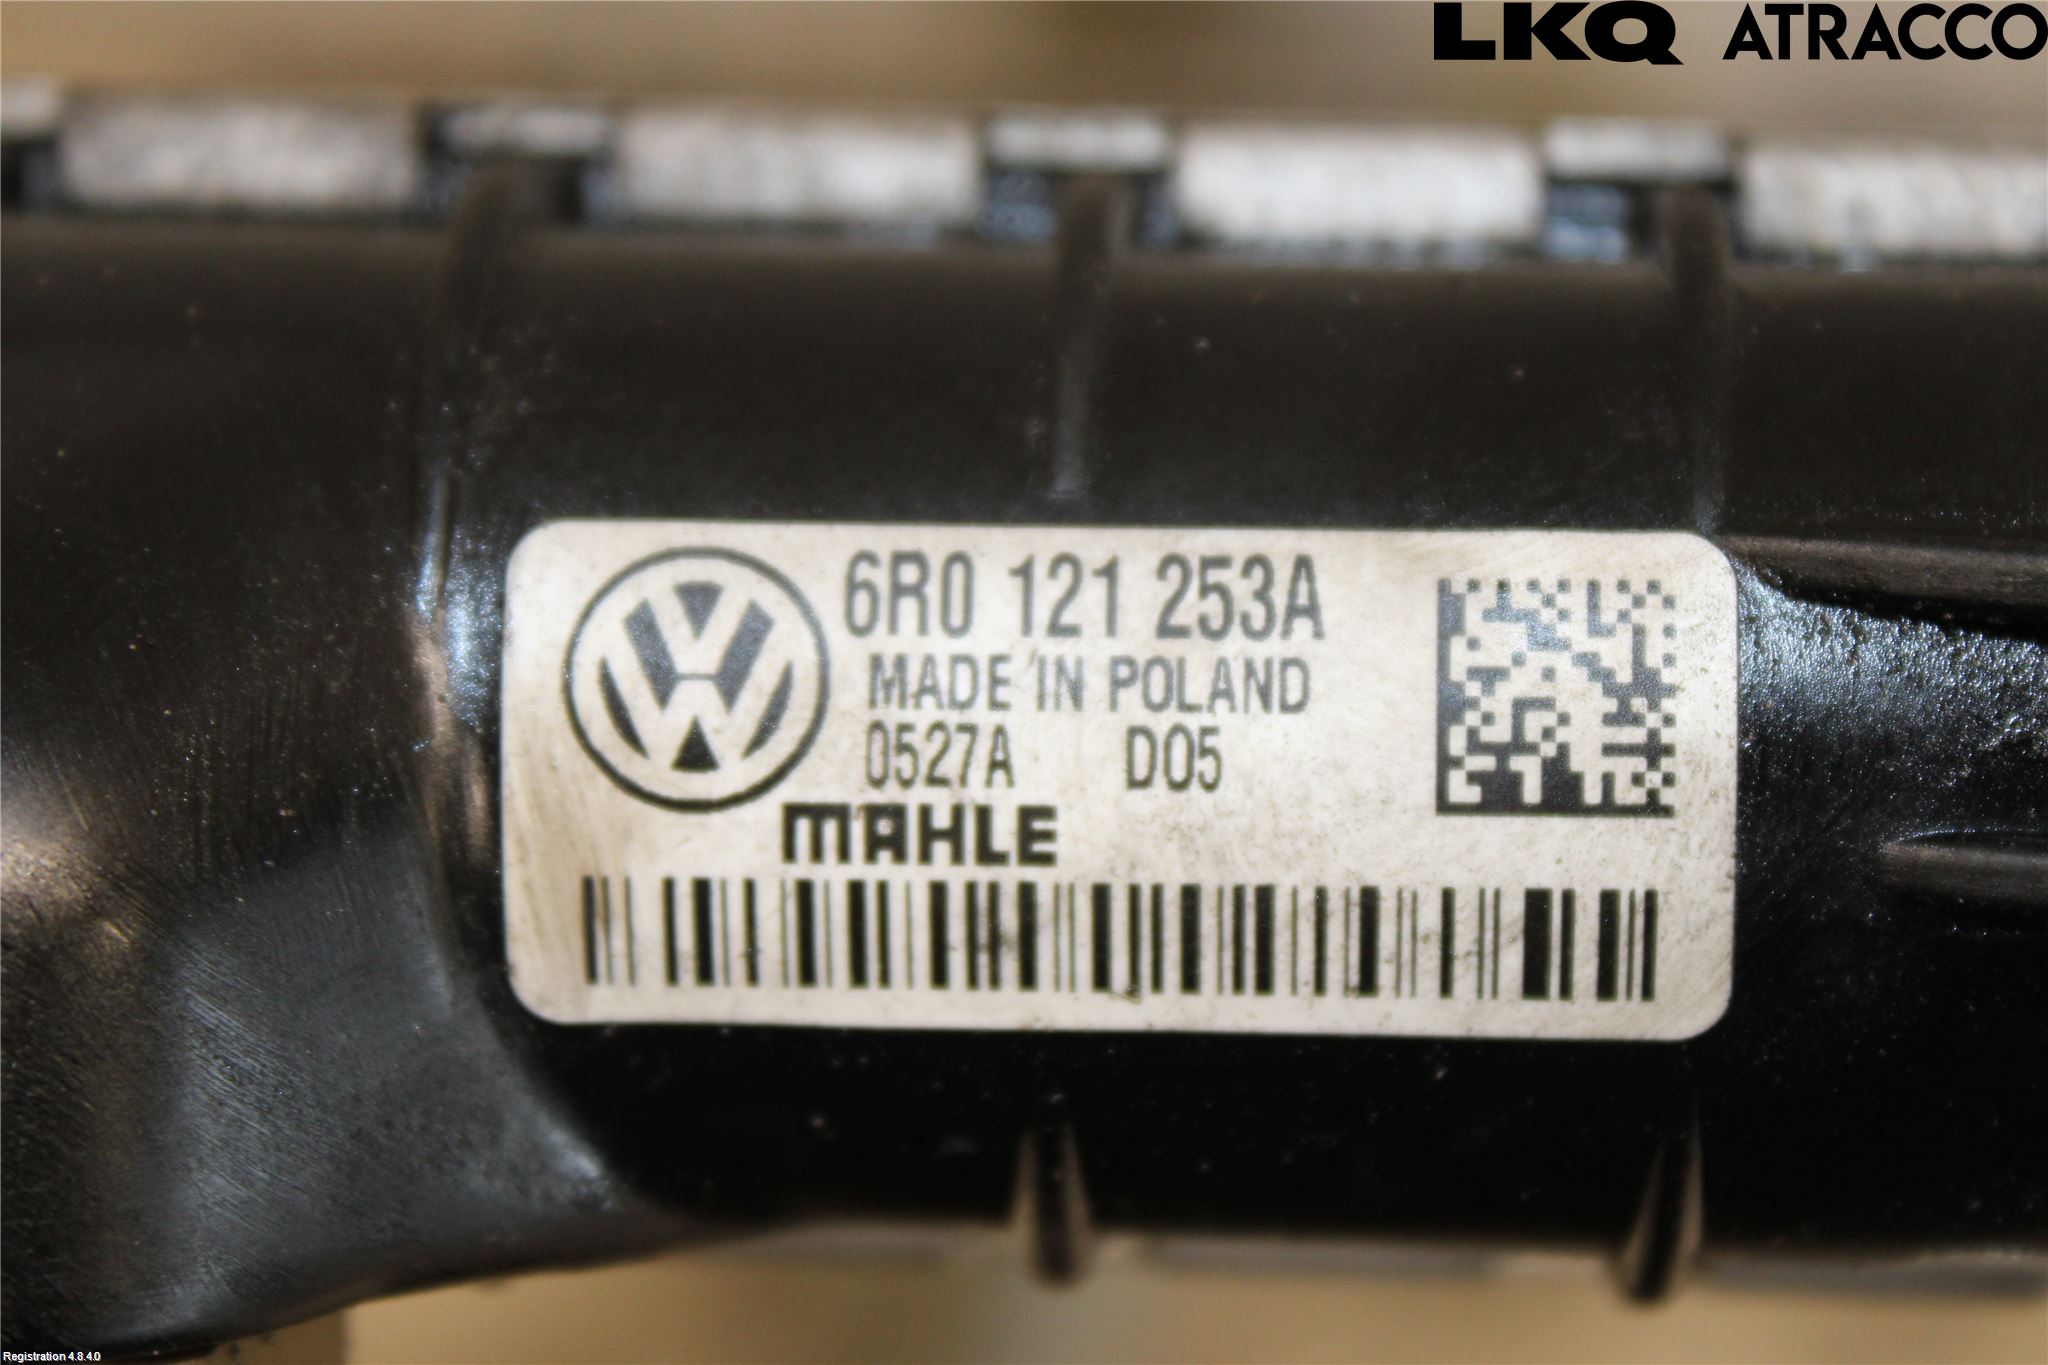 LKQ ATRACCO
6R0 121 253A
MADE IN POLAND
0527A D05
MAHLE
Registration 4.8.4.0